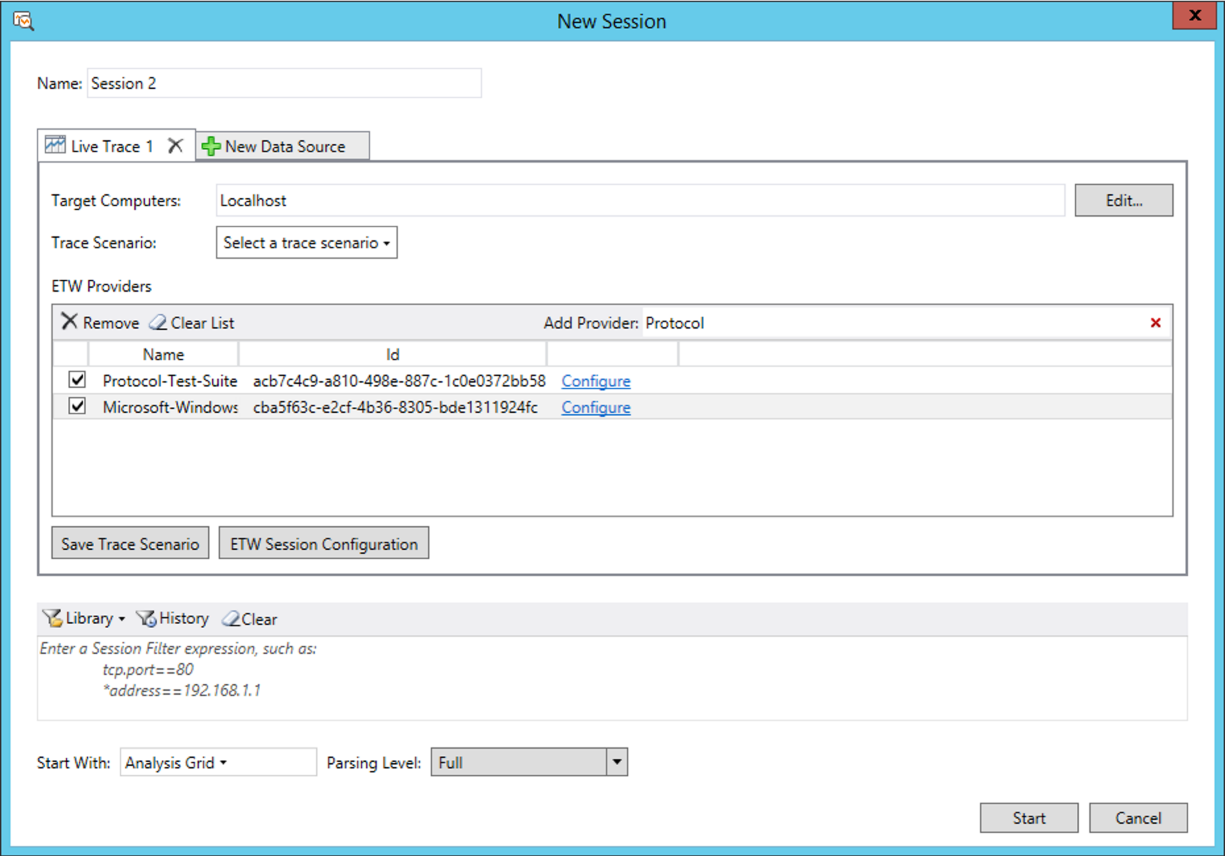 New Session
Name: Session 2
Live Trace 1 New Data Source
Target Computers: Localhost Edit...
Trace Scenario: Select a trace scenario
ETW Providers
Remove Clear List Add Provider: Protocol
Name Id
Protocol-Test-Suite acb7c4c9-a810-498e-887c-1c0e0372bb58 Configure
Microsoft-Windows cba5f63c-e2cf-4b36-8305-bde1311924fc Configure
Save Trace Scenario ETW Session Configuration
Library History Clear
Enter a Session Filter expression, such as:
tcp.port==80
*address==192.168.1.1
Start With: Analysis Grid Parsing Level: Full
Start Cancel